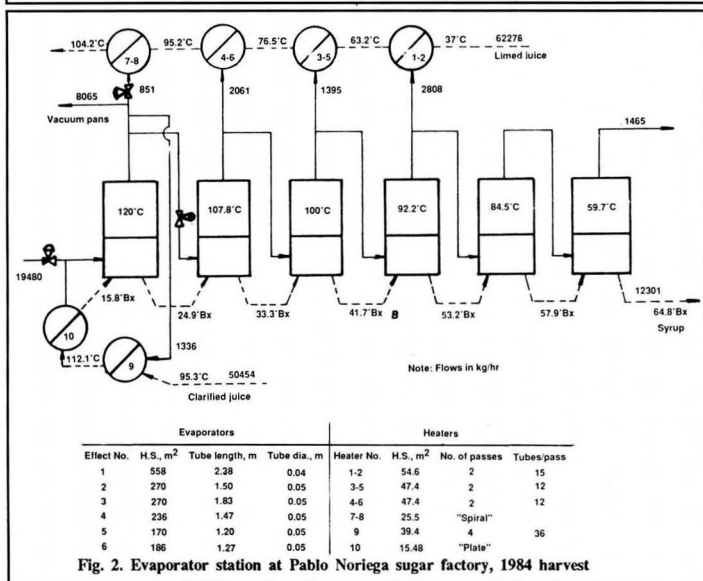 104.2°C
7-8
95.2°C
4-6
76.5°C
3-5
63.2°C
1-2
37°C
62278
Limed juice
8065
851
2061
1395
2808
1465
Vacuum pans
120°C
107.8°C
100°C
92.2°C
84.5°C
59.7°C
19480
15.8°Bx
24.9°Bx
33.3°Bx
41.7°Bx
B
53.2°Bx
57.9°Bx
12301
64.8°Bx
Syrup
10
1336
112.1°C
9
95.3°C
50454
Clarified juice
Note: Flows in kg/hr
Evaporators Heaters
Effect No. H.S., m² Tube length, m Tube dia., m Heater No. H.S., m² No. of passes Tubes/pass
1 558 2.38 0.04 1-2 54.6 2 15
2 270 1.50 0.05 3-5 47.4 2 12
3 270 1.83 0.05 4-6 47.4 2 12
4 236 1.47 0.05 7-8 25.5 "Spiral"
5 170 1.20 0.05 9 39.4 4 36
6 186 1.27 0.05 10 15.48 "Plate"
Fig. 2. Evaporator station at Pablo Noriega sugar factory, 1984 harvest